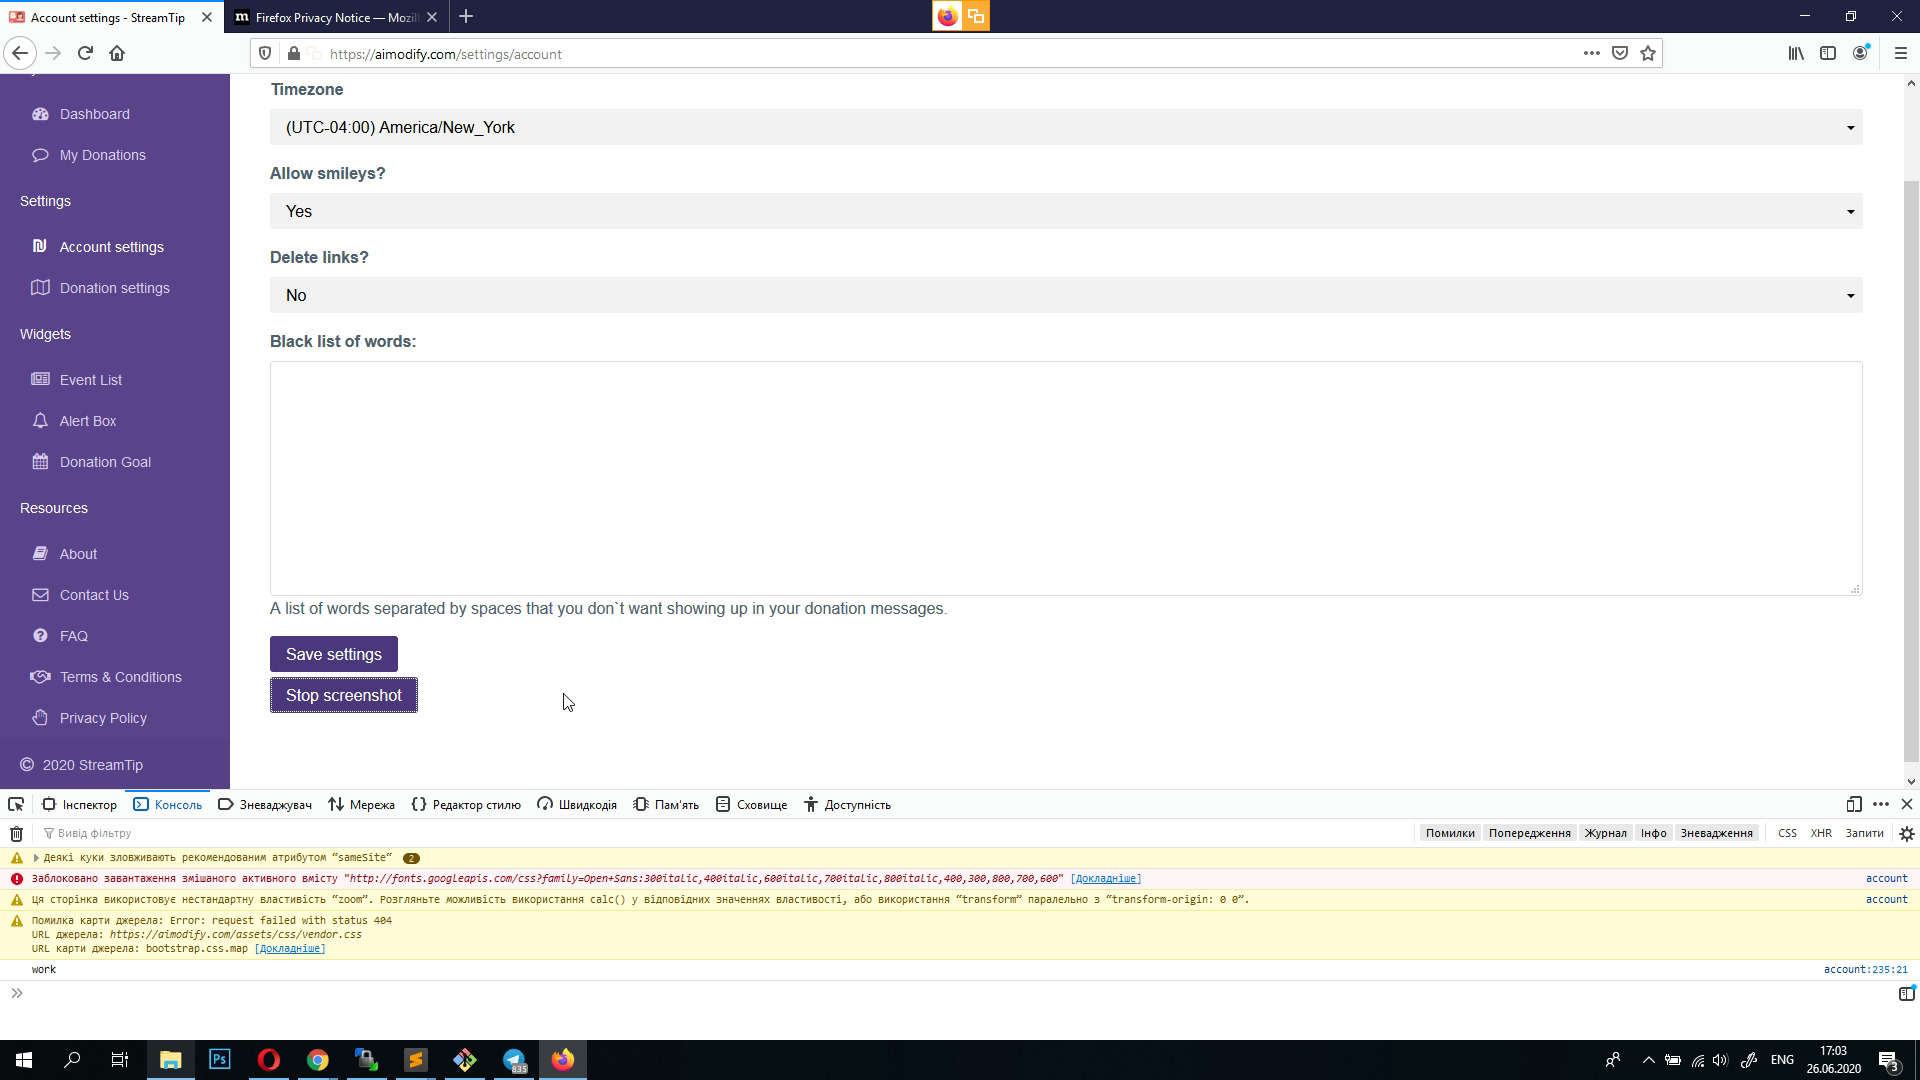 Account settings - StreamTip
Firefox Privacy Notice — Mozil
https://aimodify.com/settings/account
Dashboard
My Donations
Settings
Account settings
Donation settings
Widgets
Event List
Alert Box
Donation Goal
Resources
About
Contact Us
FAQ
Terms & Conditions
Privacy Policy
© 2020 StreamTip
Timezone
(UTC-04:00) America/New_York
Allow smileys?
Yes
Delete links?
No
Black list of words:
A list of words separated by spaces that you don`t want showing up in your donation messages.
Save settings
Stop screenshot
Інспектор Консоль Зневаджувач Мережа Редактор стилю Швидкодія Пам'ять Сховище Доступність
Вивід фільтру Помилки Попередження Журнал Інфо Зневадження CSS XHR Запити
Деякі куки зловживають рекомендованим атрибутом “sameSite“ 2
Заблоковано завантаження змішаного активного вмісту "http://fonts.googleapis.com/css?family=Open+Sans:300italic,400italic,600italic,700italic,800italic,400,300,800,700,600" [Докладніше] account
Ця сторінка використовує нестандартну властивість “zoom”. Розгляньте можливість використання calc() у відповідних значеннях властивості, або використання “transform” паралельно з “transform-origin: 0 0”. account
Помилка карти джерела: Error: request failed with status 404
URL джерела: https://aimodify.com/assets/css/vendor.css
URL карти джерела: bootstrap.css.map [Докладніше]
work account:235:21
Ps
835
ENG
17:03
26.06.2020
3